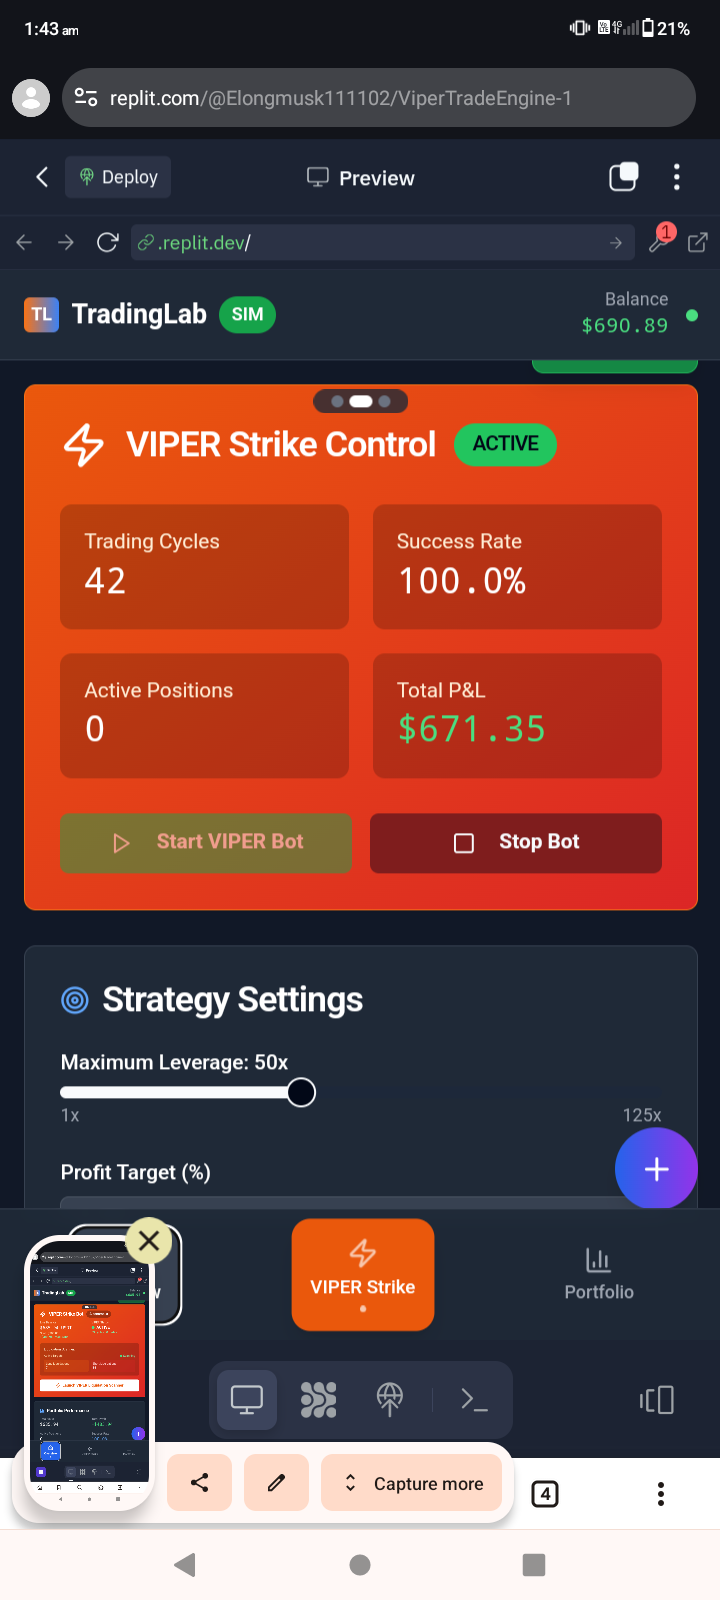 1:43 am
4G
21%
replit.com/@Elongmusk111102/ViperTradeEngine-1
Deploy
Preview
.replit.dev/
1
TL TradingLab SIM
Balance
$690.89
VIPER Strike Control ACTIVE
Trading Cycles
42
Success Rate
100.0%
Active Positions
0
Total P&L
$671.35
Start VIPER Bot
Stop Bot
Strategy Settings
Maximum Leverage: 50x
1x
125x
Profit Target (%)
VIPER Strike
Portfolio
Capture more
4